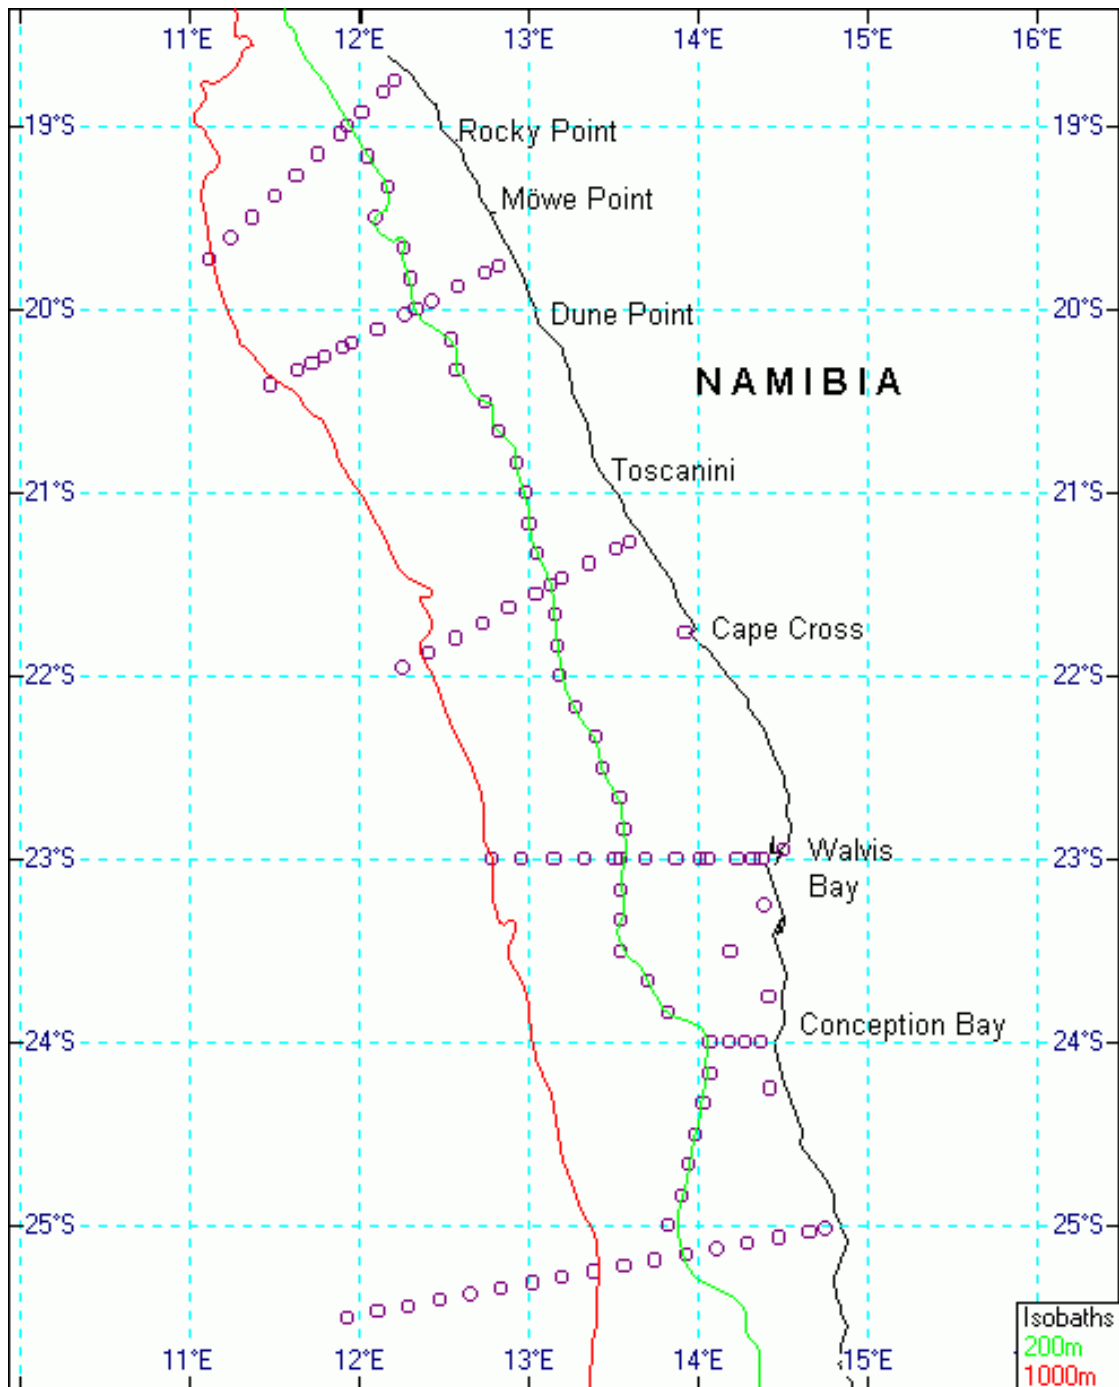 11°E 12°E 13°E 14°E 15°E 16°E
19°S Rocky Point 19°S
Möwe Point
20°S Dune Point 20°S
NAMIBIA
Toscanini
21°S 21°S
Cape Cross
22°S 22°S
Walvis
23°S 23°S
Bay
Conception Bay
24°S 24°S
25°S 25°S
Isobaths
200m
11°E 12°E 13°E 14°E 15°E
1000m